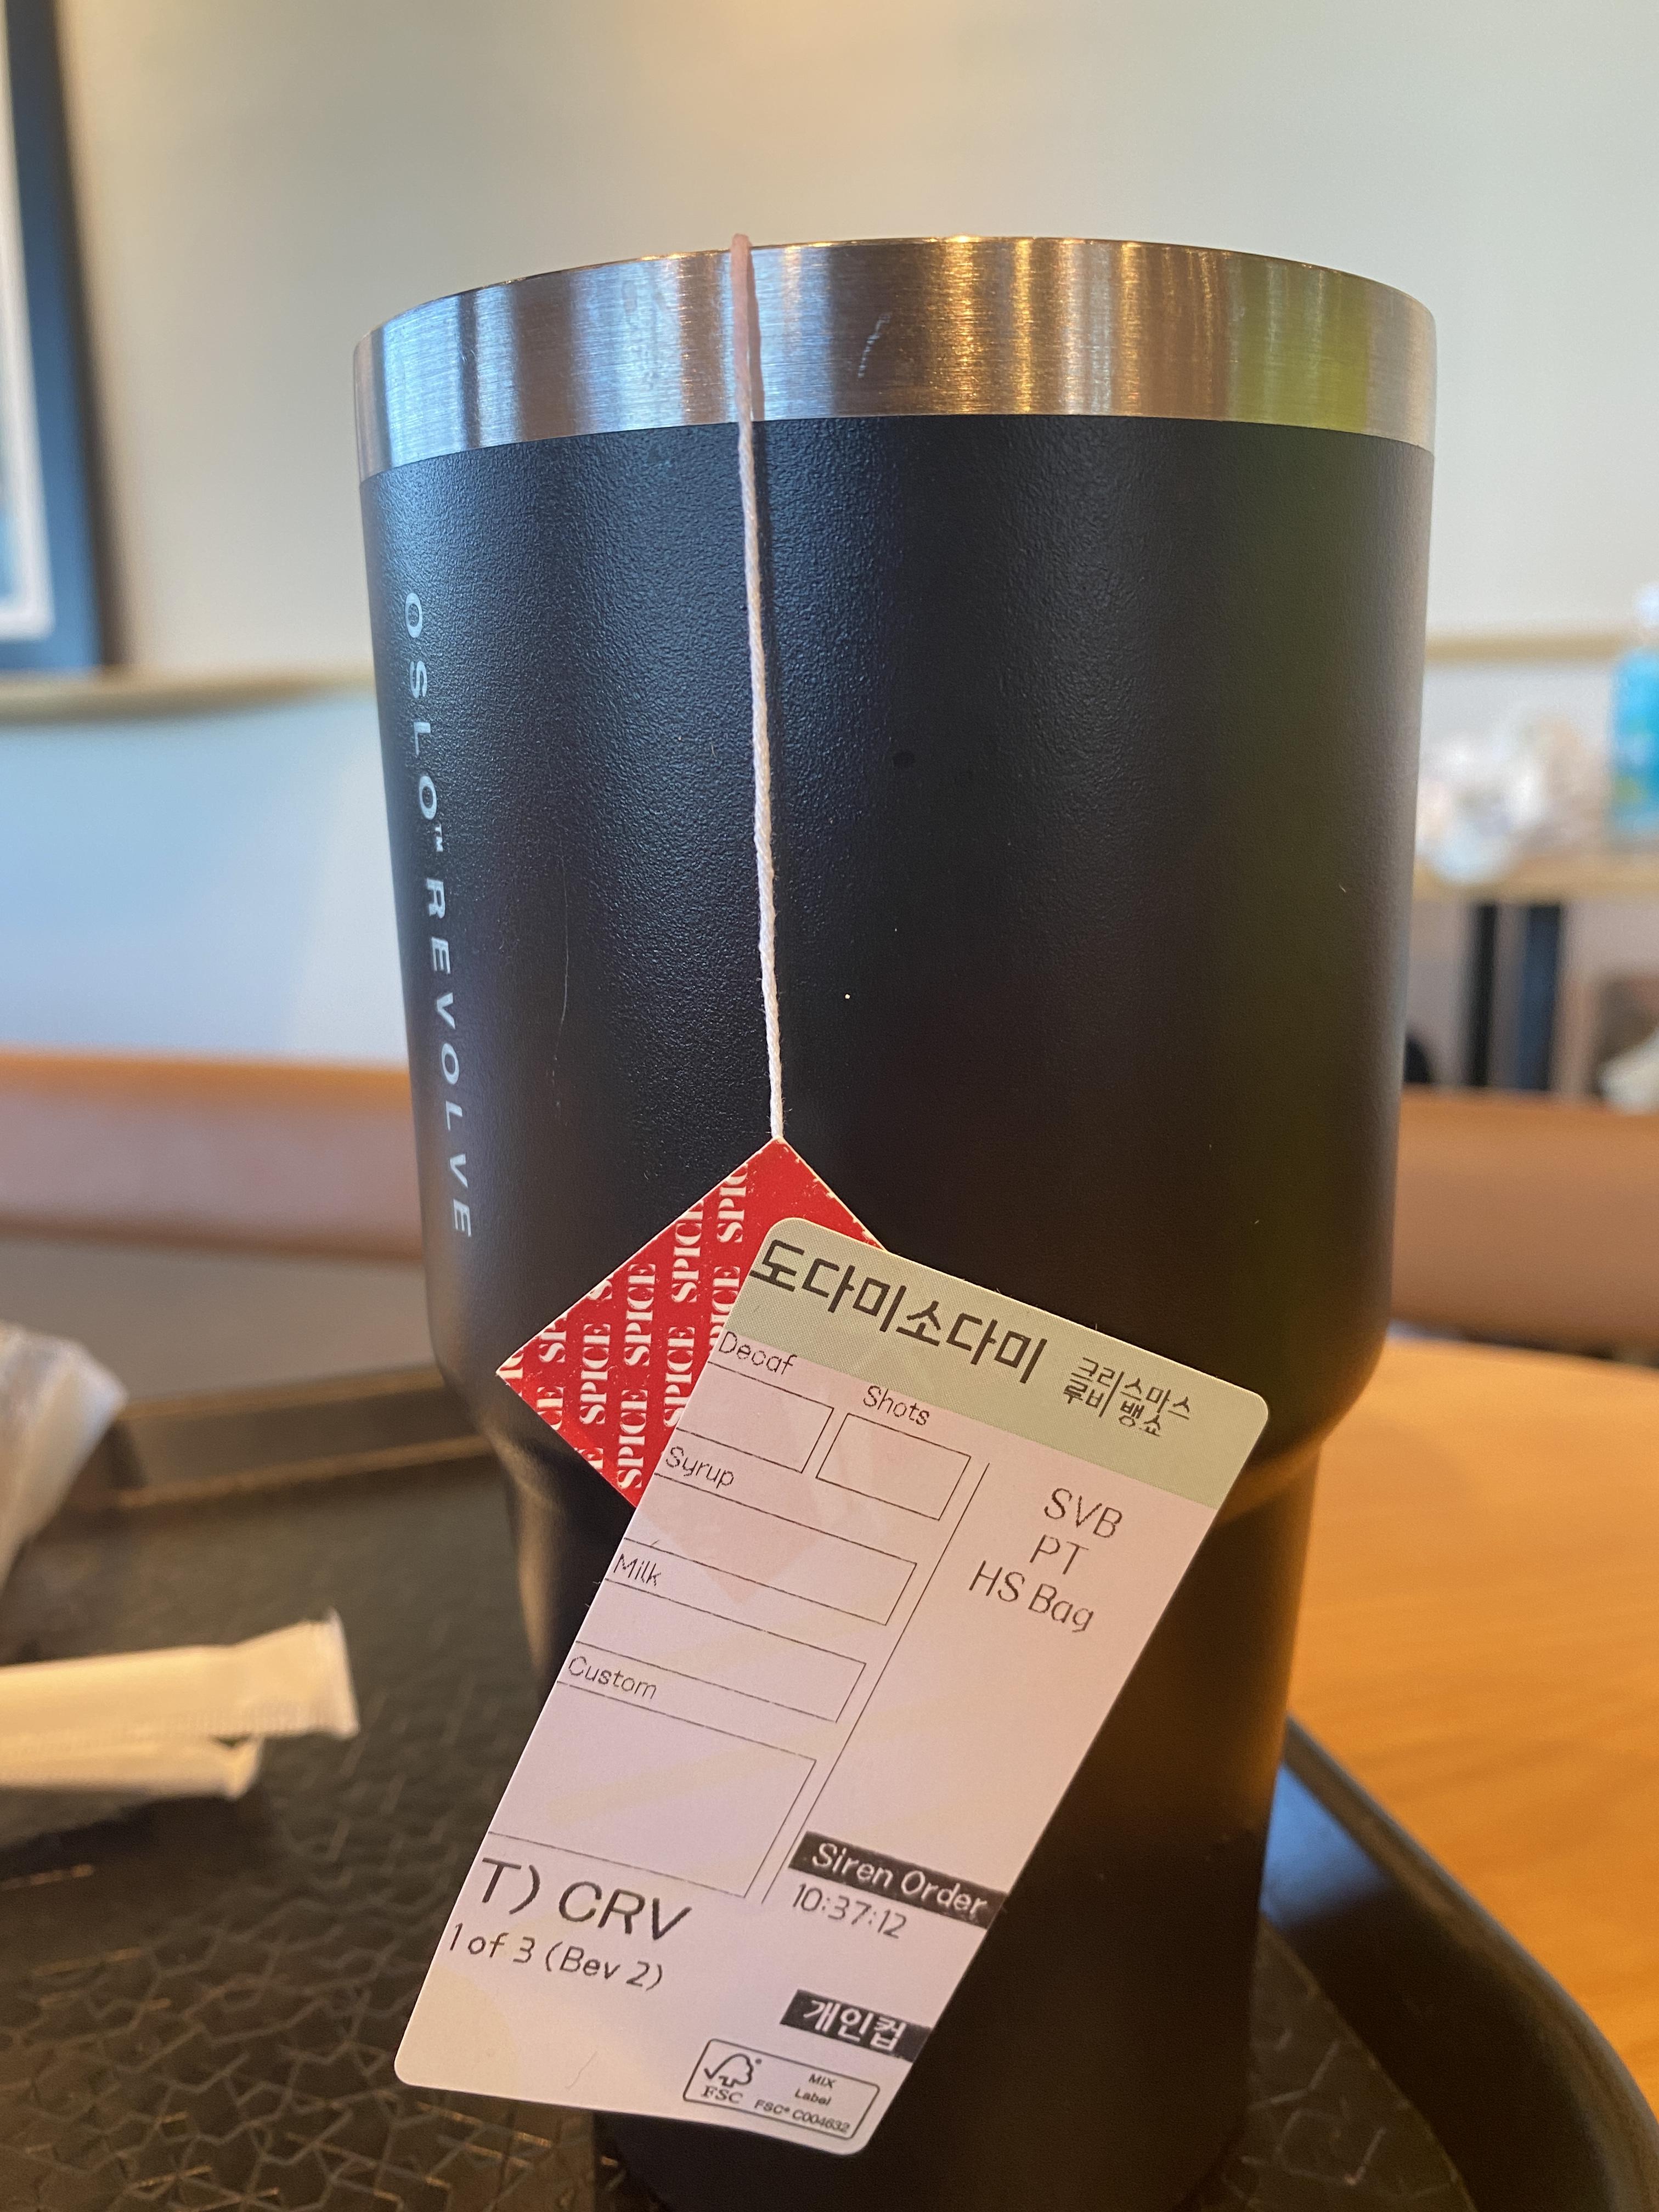 OSLO™ REVOLVE
SPICE SPICE
SPICE SPICE
SPICE SPICE
SPICE SPICE
도다미소다미
크리스마스
루비 뱅쇼
Decaf
Shots
Syrup
Milk
Custom
SVB
PT
HS Bag
Siren Order
10:37:12
T) CRV
1 of 3 (Bev 2)
개인컵
FSC
MIX
Label
FSC® C004632